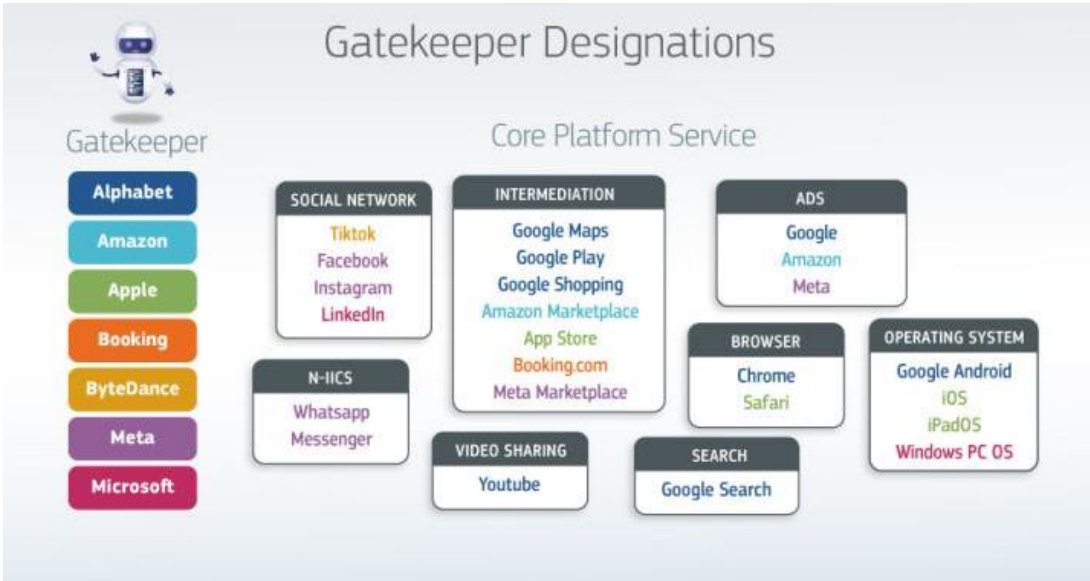 Gatekeeper Designations
Gatekeeper
Alphabet
Amazon
Apple
Booking
ByteDance
Meta
Microsoft
Core Platform Service
SOCIAL NETWORK
Tiktok
Facebook
Instagram
LinkedIn
INTERMEDIATION
Google Maps
Google Play
Google Shopping
Amazon Marketplace
App Store
Booking.com
Meta Marketplace
ADS
Google
Amazon
Meta
N-IICS
Whatsapp
Messenger
BROWSER
Chrome
Safari
OPERATING SYSTEM
Google Android
iOS
iPadOS
Windows PC OS
VIDEO SHARING
Youtube
SEARCH
Google Search